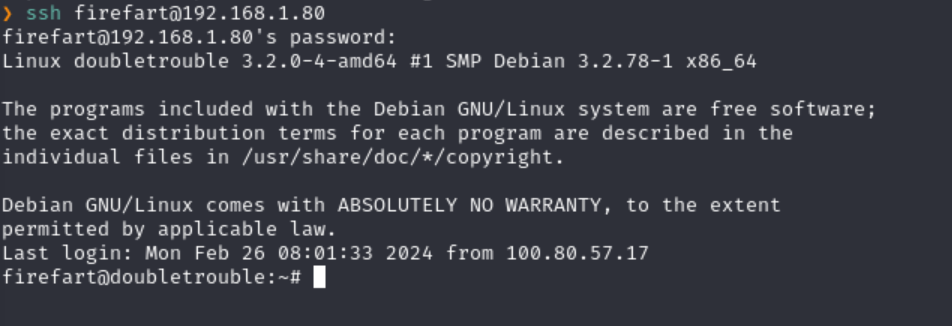 ❯ ssh firefart@192.168.1.80
firefart@192.168.1.80's password:
Linux doubletrouble 3.2.0-4-amd64 #1 SMP Debian 3.2.78-1 x86_64
The programs included with the Debian GNU/Linux system are free software;
the exact distribution terms for each program are described in the
individual files in /usr/share/doc/*/copyright.
Debian GNU/Linux comes with ABSOLUTELY NO WARRANTY, to the extent
permitted by applicable law.
Last login: Mon Feb 26 08:01:33 2024 from 100.80.57.17
firefart@doubletrouble:~#